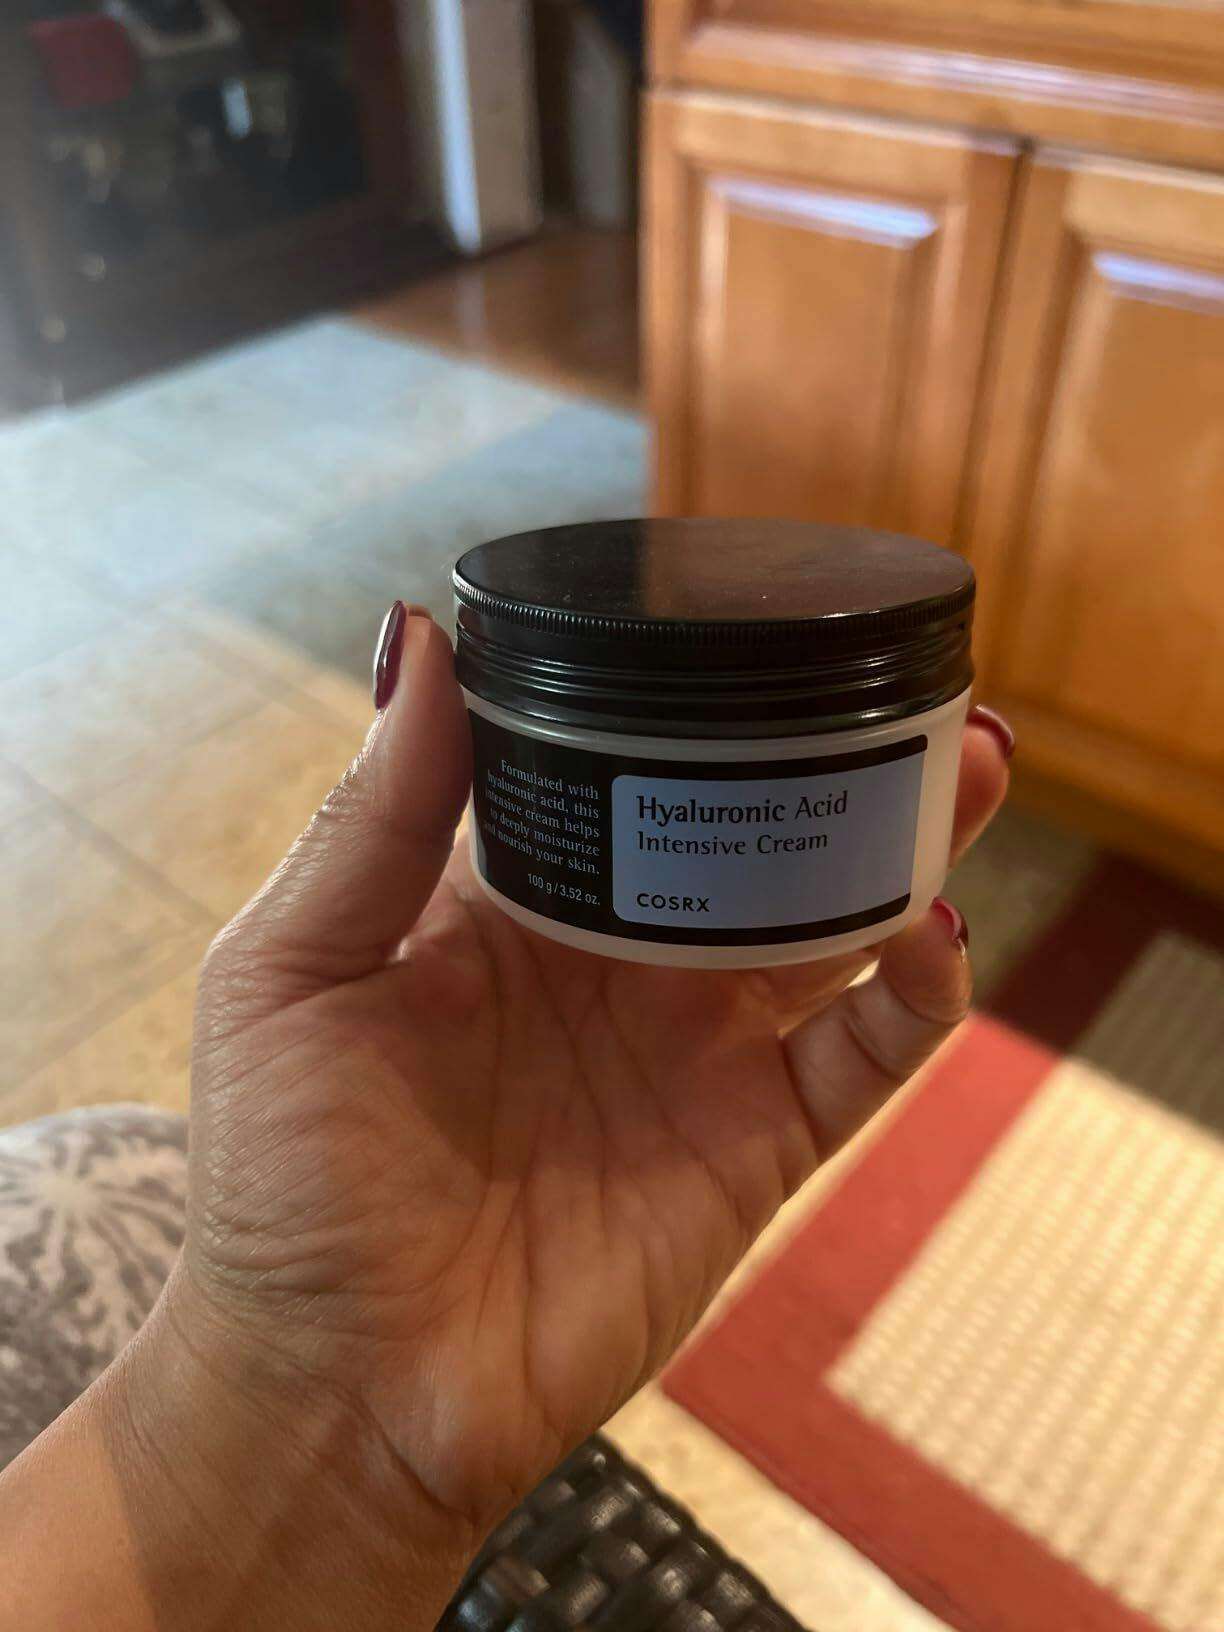 Formulated with
hyaluronic acid, this
intensive cream helps
to deeply moisturize
and nourish your skin.
100 g / 3.52 oz.
Hyaluronic Acid
Intensive Cream
COSRX